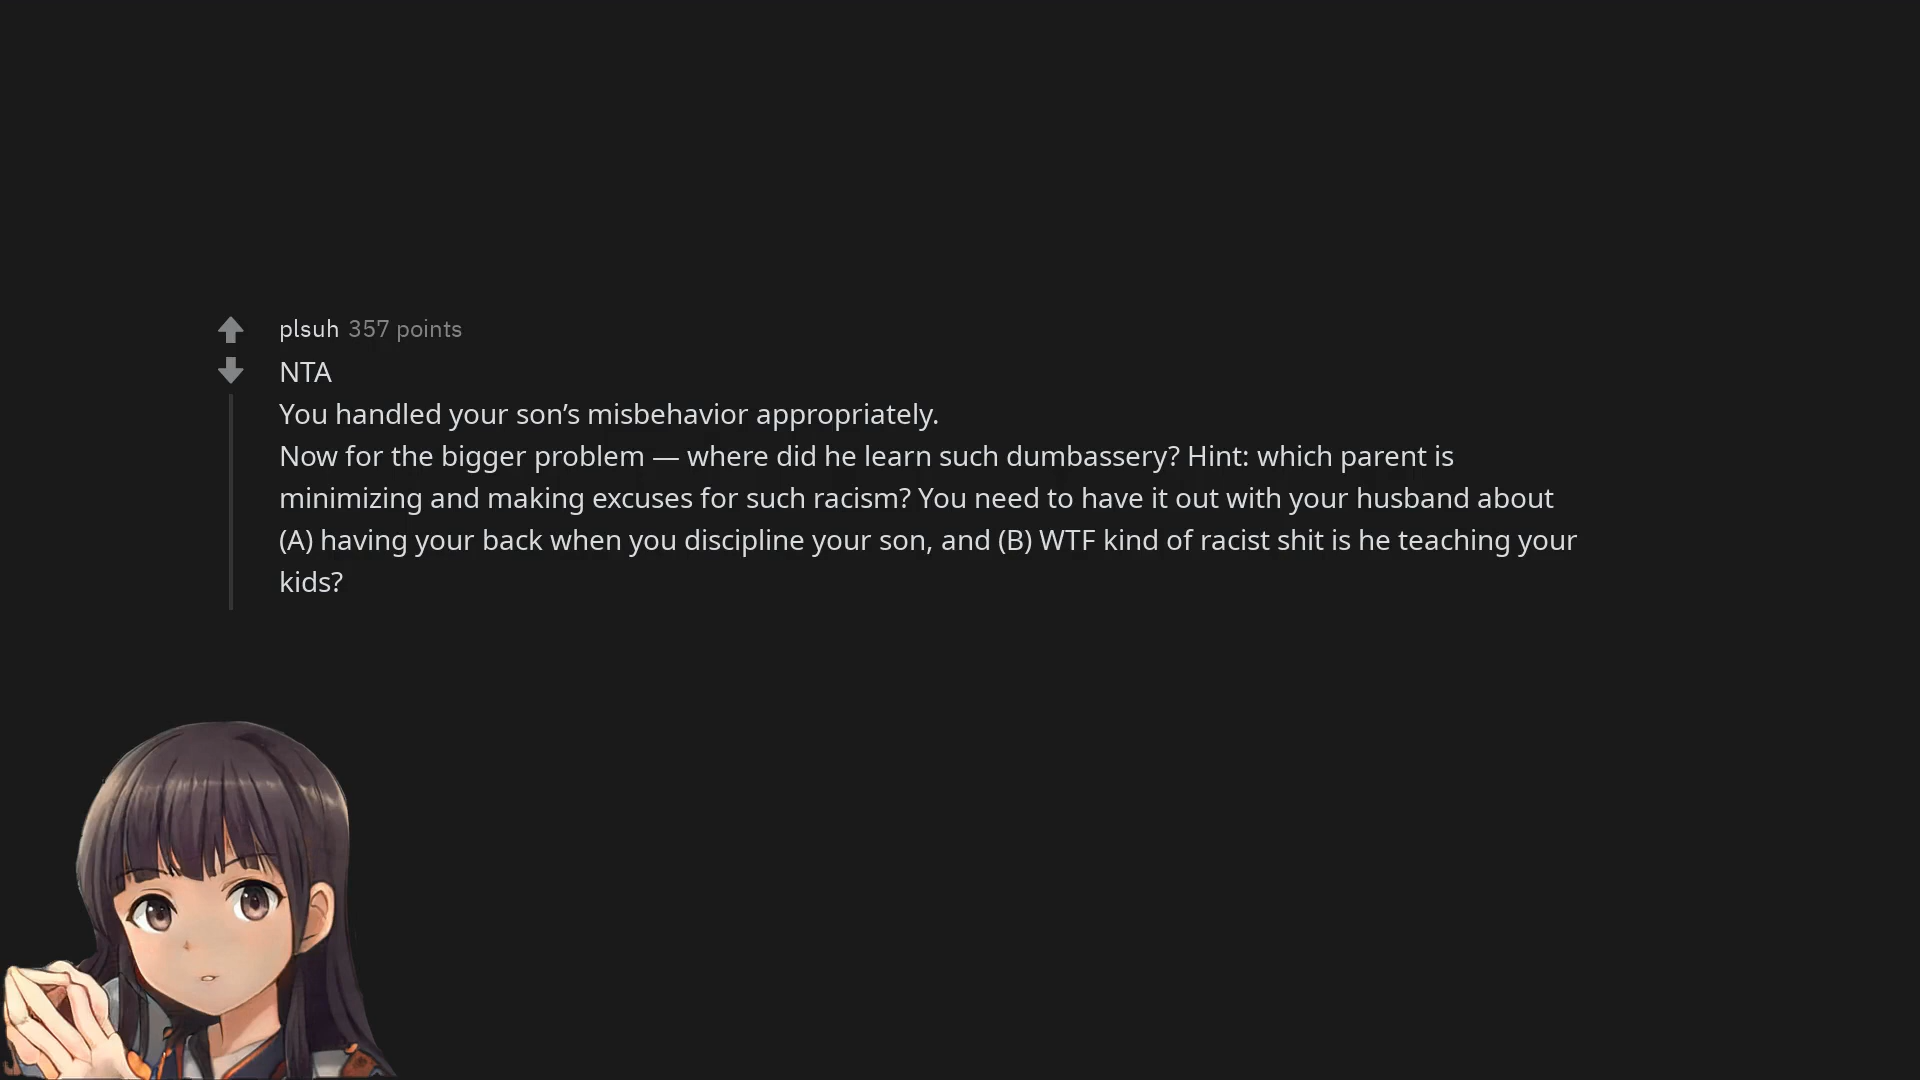 plsuh 357 points
NTA
You handled your son’s misbehavior appropriately.
Now for the bigger problem — where did he learn such dumbassery? Hint: which parent is
minimizing and making excuses for such racism? You need to have it out with your husband about
(A) having your back when you discipline your son, and (B) WTF kind of racist shit is he teaching your
kids?